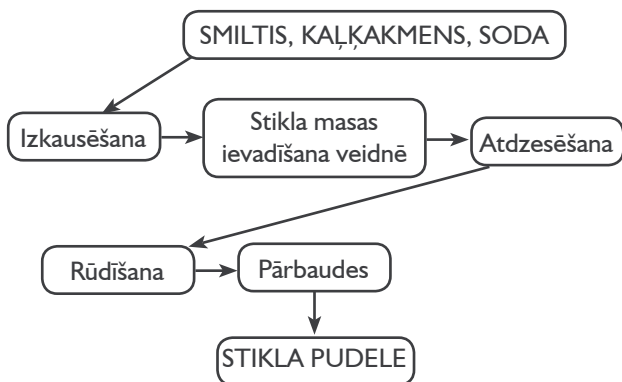 SMILTIS, KAĻĶAKMENS, SODA
Izkausēšana
Stikla masas
ievadīšana veidnē
Atdzesēšana
Rūdīšana
Pārbaudes
STIKLA PUDELE